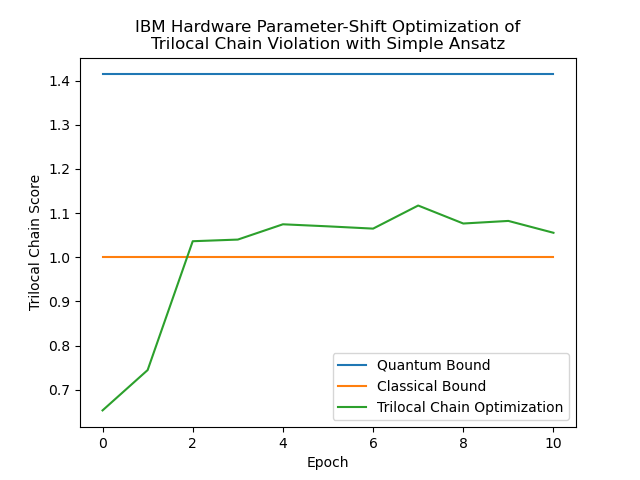 IBM Hardware Parameter-Shift Optimization of
Trilocal Chain Violation with Simple Ansatz
Trilocal Chain Score
1.4
1.3
1.2
1.1
1.0
0.9
0.8
0.7
Quantum Bound
Classical Bound
Trilocal Chain Optimization
0 2 4 6 8 10
Epoch